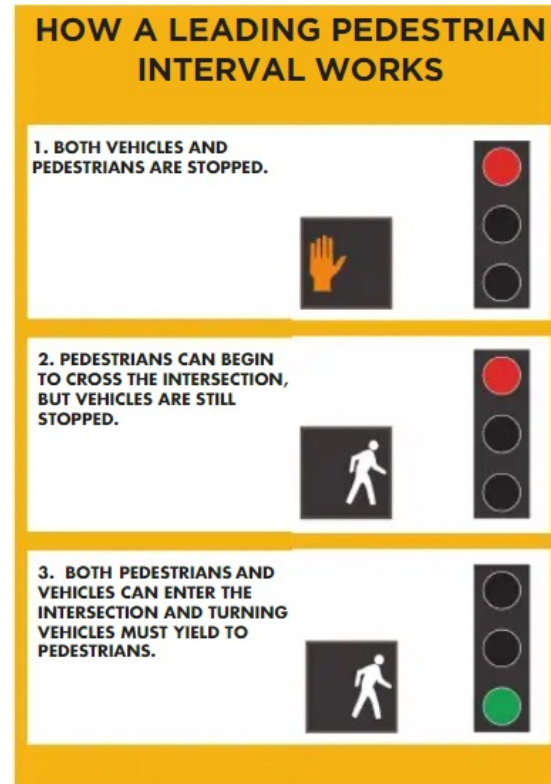 HOW A LEADING PEDESTRIAN
INTERVAL WORKS
1. BOTH VEHICLES AND
PEDESTRIANS ARE STOPPED.
2. PEDESTRIANS CAN BEGIN
TO CROSS THE INTERSECTION,
BUT VEHICLES ARE STILL
STOPPED.
3. BOTH PEDESTRIANS AND
VEHICLES CAN ENTER THE
INTERSECTION AND TURNING
VEHICLES MUST YIELD TO
PEDESTRIANS.